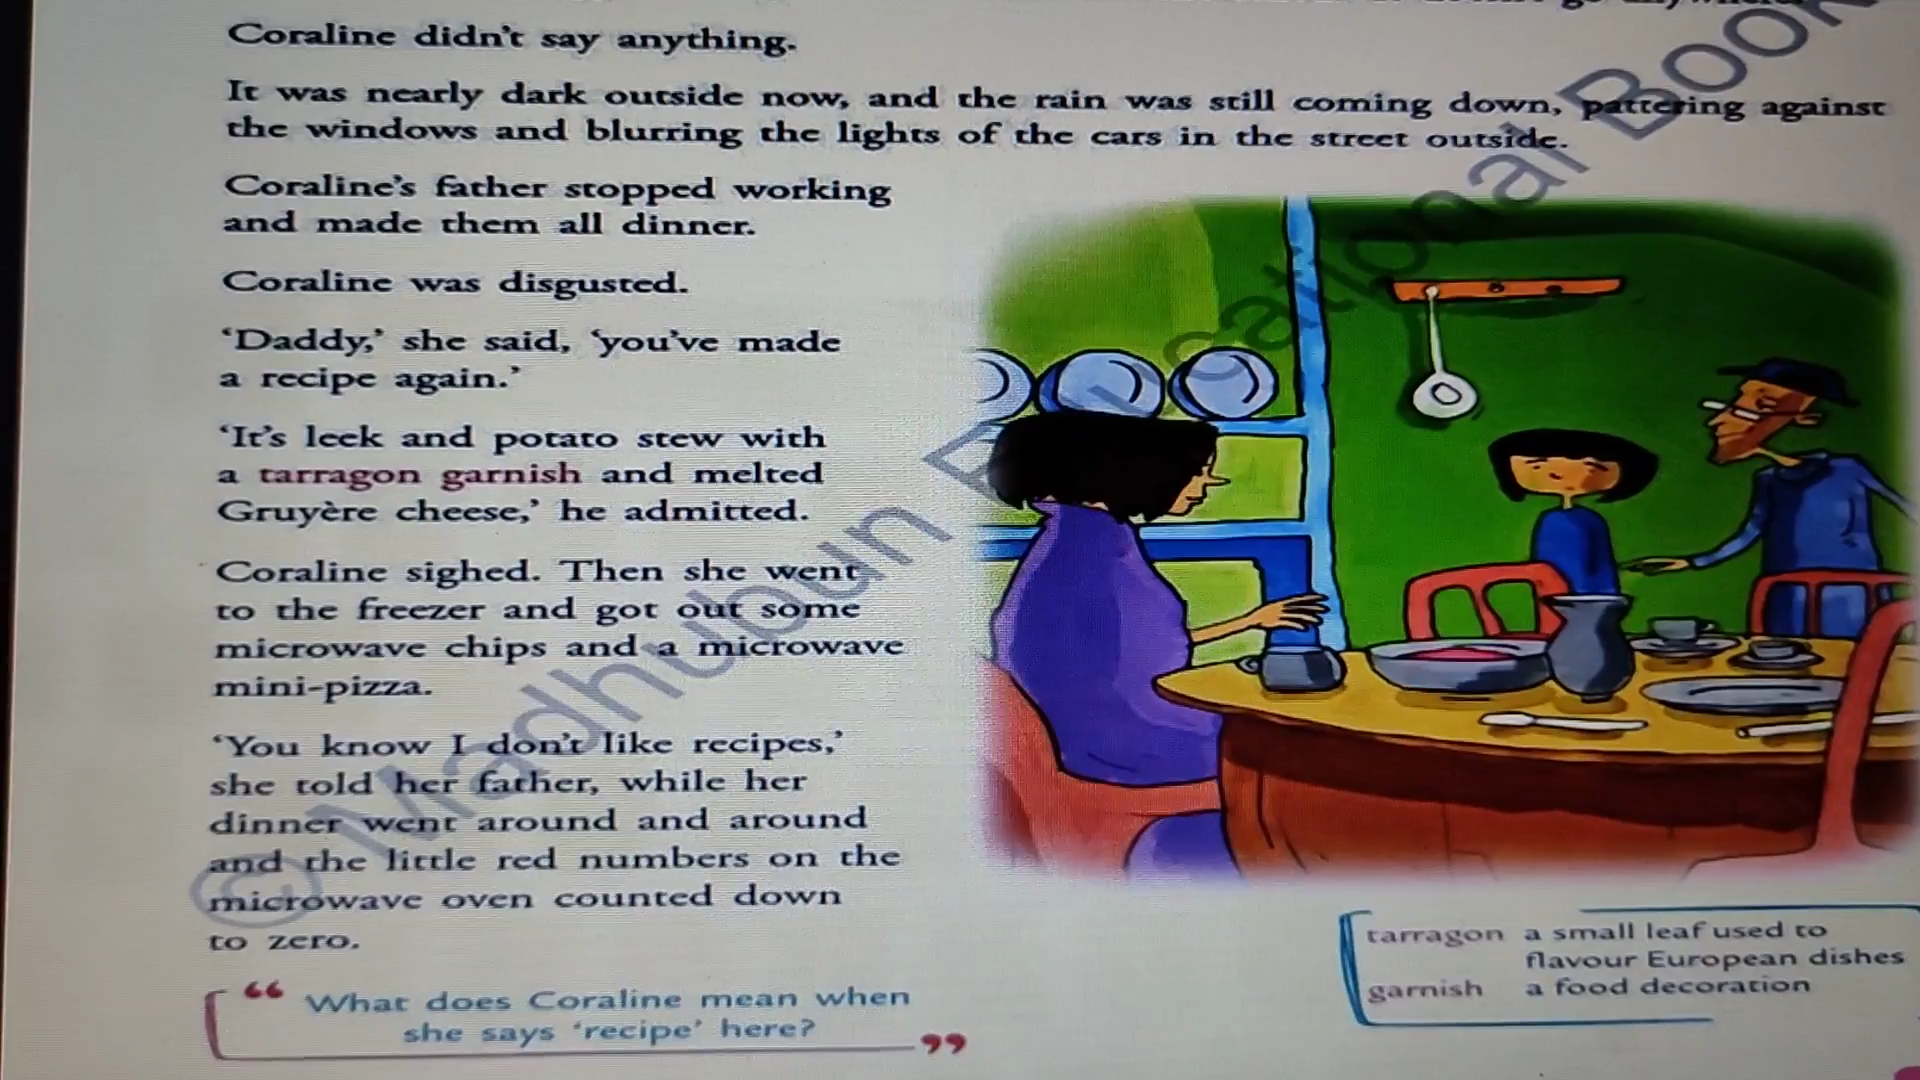 Coraline didn't say anything.
It was nearly dark outside now, and the rain was still coming down, pattering against
the windows and blurring the lights of the cars in the street outside.
Coraline's father stopped working
and made them all dinner.
Coraline was disgusted.
‘Daddy,’ she said, ‘you've made
a recipe again.’
‘It's leek and potato stew with
a tarragon garnish and melted
Gruyère cheese,’ he admitted.
Coraline sighed. Then she went
to the freezer and got out some
microwave chips and a microwave
mini-pizza.
‘You know I don't like recipes,’
she told her father, while her
dinner went around and around
and the little red numbers on the
microwave oven counted down
to zero.
“ What does Coraline mean when
she says ‘recipe’ here? ”
tarragon a small leaf used to
flavour European dishes
garnish a food decoration
© Madhubun Educational Book